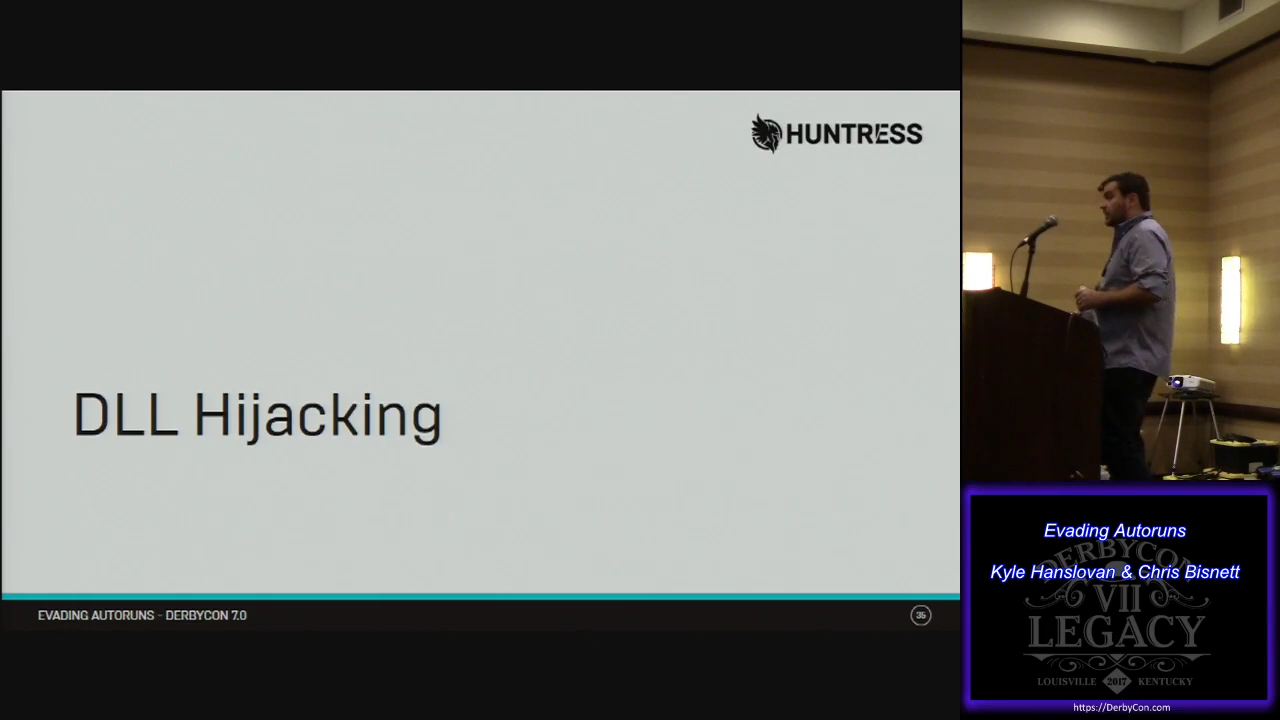 HUNTRESS
DLL Hijacking
EVADING AUTORUNS - DERBYCON 7.0
35
Evading Autoruns
Kyle Hanslovan & Chris Bisnett
DERBYCON
VII
LEGACY
LOUISVILLE 2017 KENTUCKY
https://DerbyCon.com